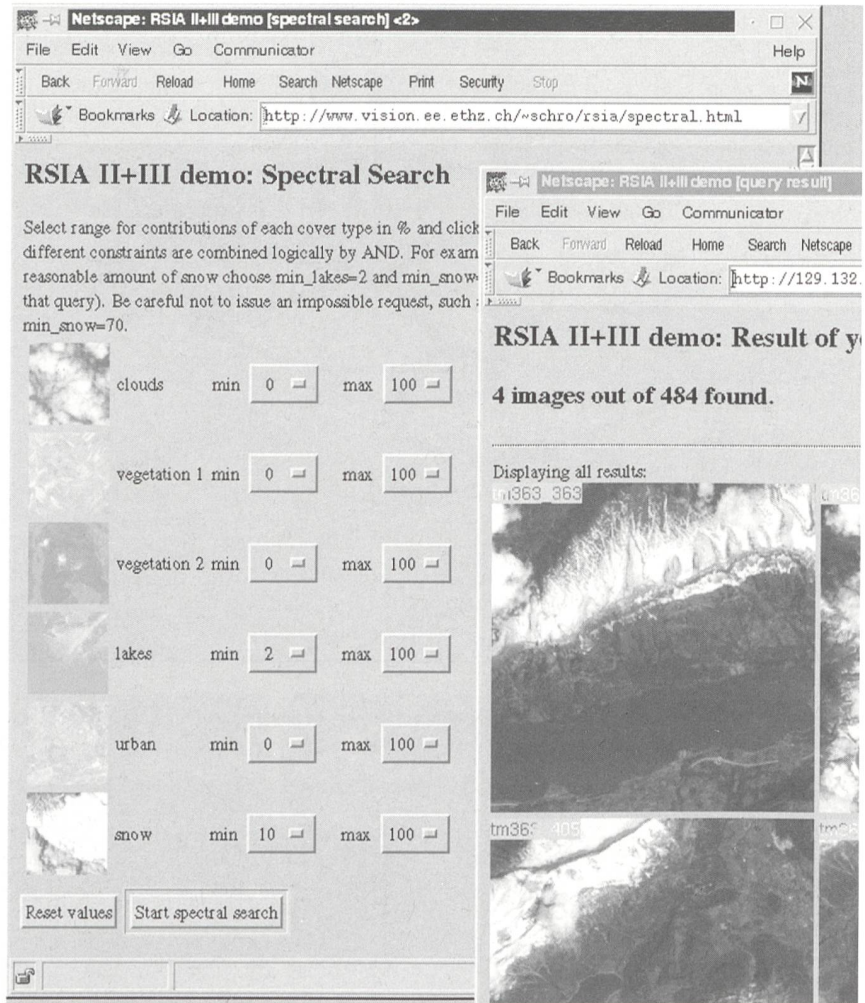 Netscape: RSIA II+III demo [spectral search] <2>
File Edit View Go Communicator Help
Back Forward Reload Home Search Netscape Print Security Stop
N
Bookmarks Location: http://www.vision.ee.ethz.ch/~schro/rsia/spectral.html
RSIA II+III demo: Spectral Search
Select range for contributions of each cover type in % and click
different constraints are combined logically by AND. For exam
reasonable amount of snow choose min_lakes=2 and min_snow
that query). Be careful not to issue an impossible request, such
min_snow=70.
clouds min 0 max 100
vegetation 1 min 0 max 100
vegetation 2 min 0 max 100
lakes min 2 max 100
urban min 0 max 100
snow min 10 max 100
Reset values Start spectral search
Netscape: RSIA II+III demo [query result]
File Edit View Go Communicator
Back Forward Reload Home Search Netscape
Bookmarks Location: http://129.132.
RSIA II+III demo: Result of y
4 images out of 484 found.
Displaying all results:
tm363_363
tm363_405